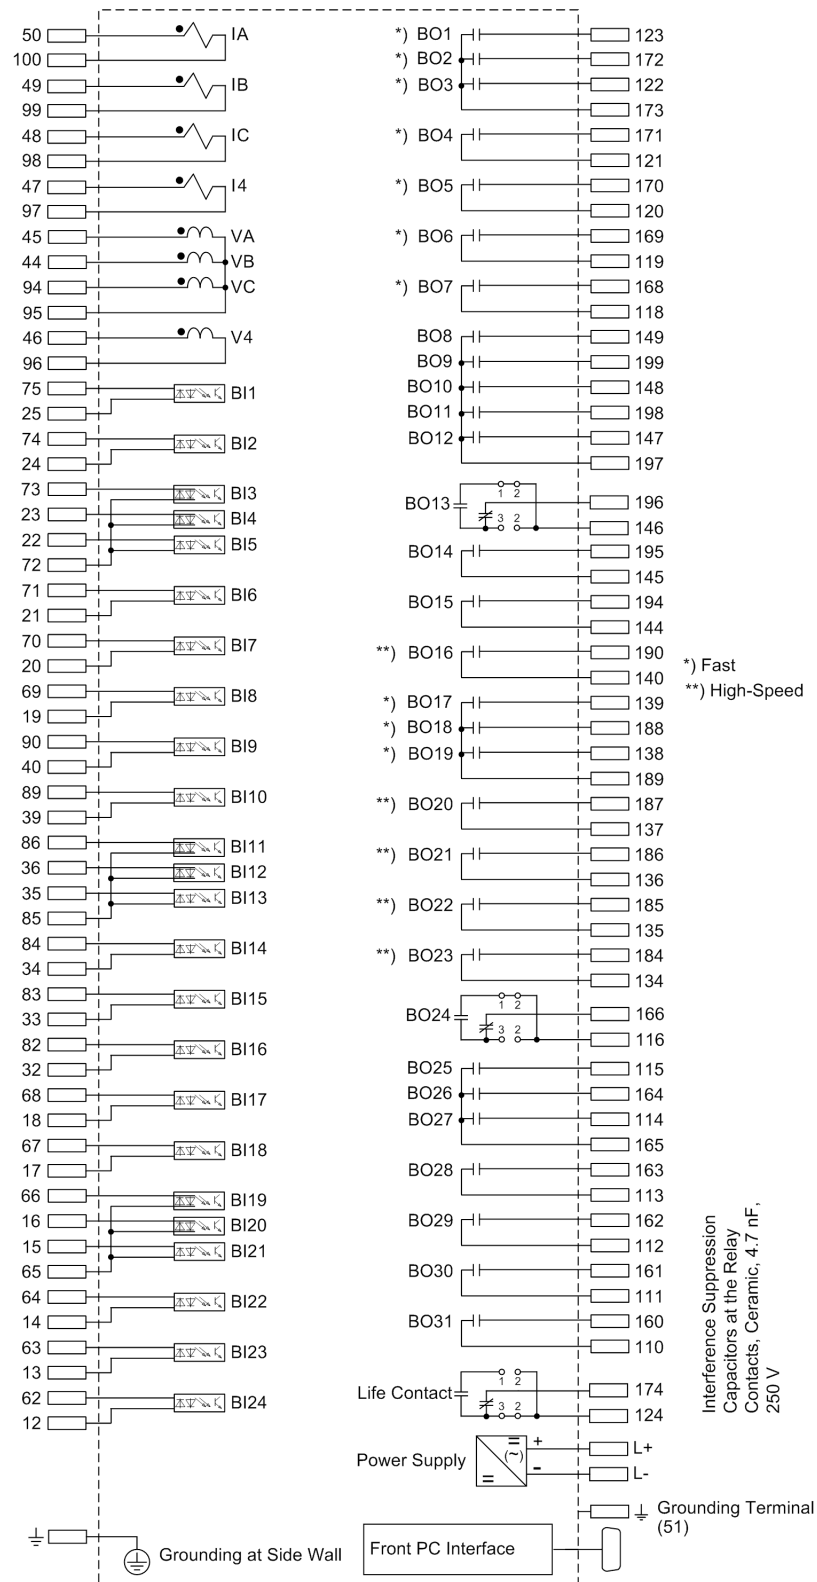 50 IA *) BO1 123
100 *) BO2 172
49 IB *) BO3 122
99 173
48 IC *) BO4 171
98 121
47 I4 *) BO5 170
97 120
45 VA *) BO6 169
44 VB 119
94 VC *) BO7 168
95 118
46 V4 BO8 149
96 BO9 199
75 BI1 BO10 148
25 BO11 198
74 BI2 BO12 147
24 197
73 BI3 1 2
23 BI4 BO13 196
22 BI5 3 2 146
72 BO14 195
71 BI6 145
21 BO15 194
70 BI7 144
20 **) BO16 190
*) Fast
69 BI8 140
**) High-Speed
19 *) BO17 139
90 BI9 *) BO18 188
40 *) BO19 138
89 BI10 189
39 **) BO20 187
86 BI11 137
36 BI12 **) BO21 186
35 BI13 136
85 **) BO22 185
84 BI14 135
34 **) BO23 184
83 BI15 134
33 1 2
BO24 166
82 BI16 3 2 116
32 BO25 115
68 BI17 BO26 164
18 BO27 114
67 BI18 165
17 BO28 163
66 BI19 113
16 BI20 BO29 162
15 BI21 112
65 BO30 161
64 BI22 111
14 BO31 160
63 BI23 110
13 1 2
62 BI24 Life Contact 174
12 3 2 124
Interference Suppression
Capacitors at the Relay
Contacts, Ceramic, 4.7 nF,
250 V
Power Supply = (~) = + L+
- L-
Grounding Terminal
(51)
Grounding at Side Wall
Front PC Interface